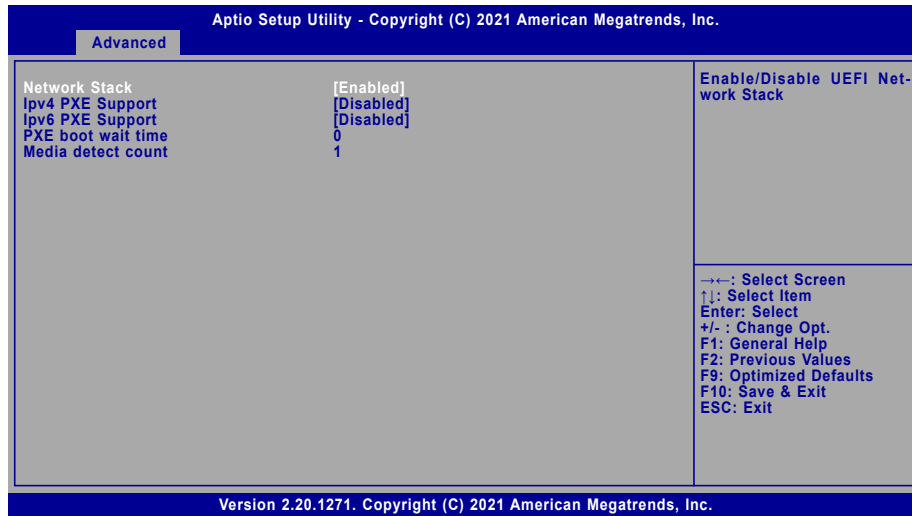 Aptio Setup Utility - Copyright (C) 2021 American Megatrends, Inc.
Advanced
Network Stack [Enabled]
Ipv4 PXE Support [Disabled]
Ipv6 PXE Support [Disabled]
PXE boot wait time 0
Media detect count 1
Enable/Disable UEFI Net-
work Stack
→←: Select Screen
↑↓: Select Item
Enter: Select
+/- : Change Opt.
F1: General Help
F2: Previous Values
F9: Optimized Defaults
F10: Save & Exit
ESC: Exit
Version 2.20.1271. Copyright (C) 2021 American Megatrends, Inc.